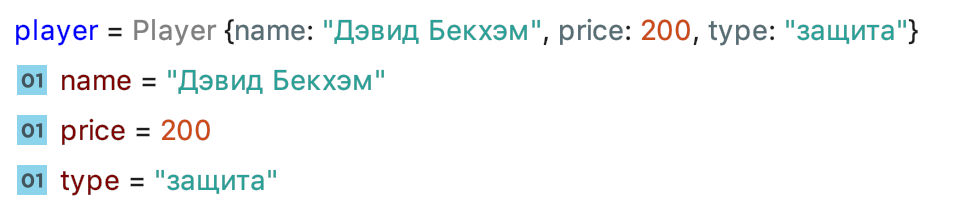 player = Player {name: "Дэвид Бекхэм", price: 200, type: "защита"}
01 name = "Дэвид Бекхэм"
01 price = 200
01 type = "защита"